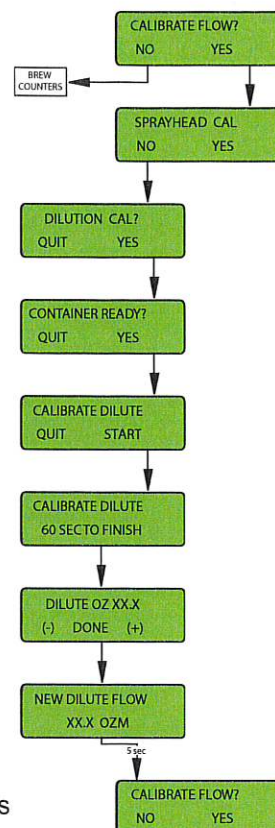 CALIBRATE FLOW?
NO YES
BREW
COUNTERS
SPRAYHEAD CAL
NO YES
DILUTION CAL?
QUIT YES
CONTAINER READY?
QUIT YES
CALIBRATE DILUTE
QUIT START
CALIBRATE DILUTE
60 SECTO FINISH
DILUTE OZ XX.X
(-) DONE (+)
NEW DILUTE FLOW
XX.X OZM
5 sec
CALIBRATE FLOW?
NO YES
s